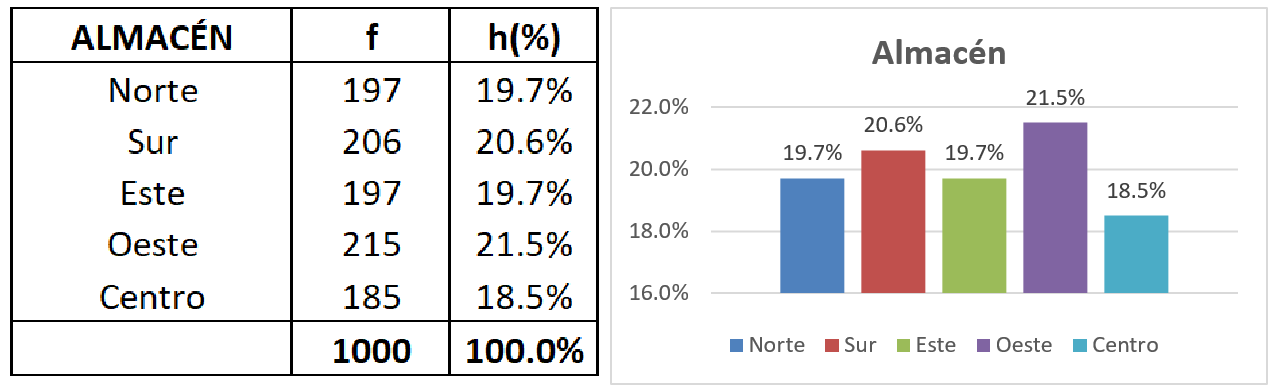 ALMACÉN f h(%)
Norte 197 19.7%
Sur 206 20.6%
Este 197 19.7%
Oeste 215 21.5%
Centro 185 18.5%
1000 100.0%
Almacén
22.0%
20.0%
18.0%
16.0%
19.7%
20.6%
19.7%
21.5%
18.5%
Norte Sur Este Oeste Centro